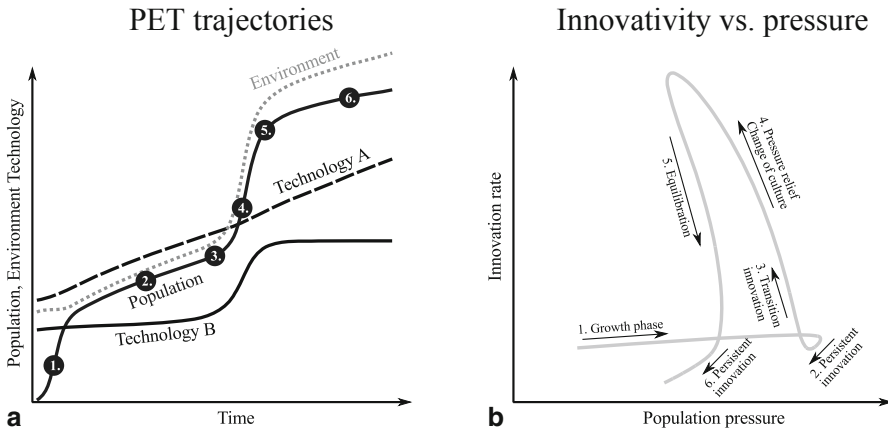 PET trajectories
Population, Environment Technology
Environment
Technology A
Population
Technology B
1.
2.
3.
4.
5.
6.
Time
a
Innovativity vs. pressure
Innovation rate
4. Pressure relief
Change of culture
5. Equilibration
3. Transition
innovation
1. Growth phase
2. Persistent
innovation
6. Persistent
innovation
Population pressure
b